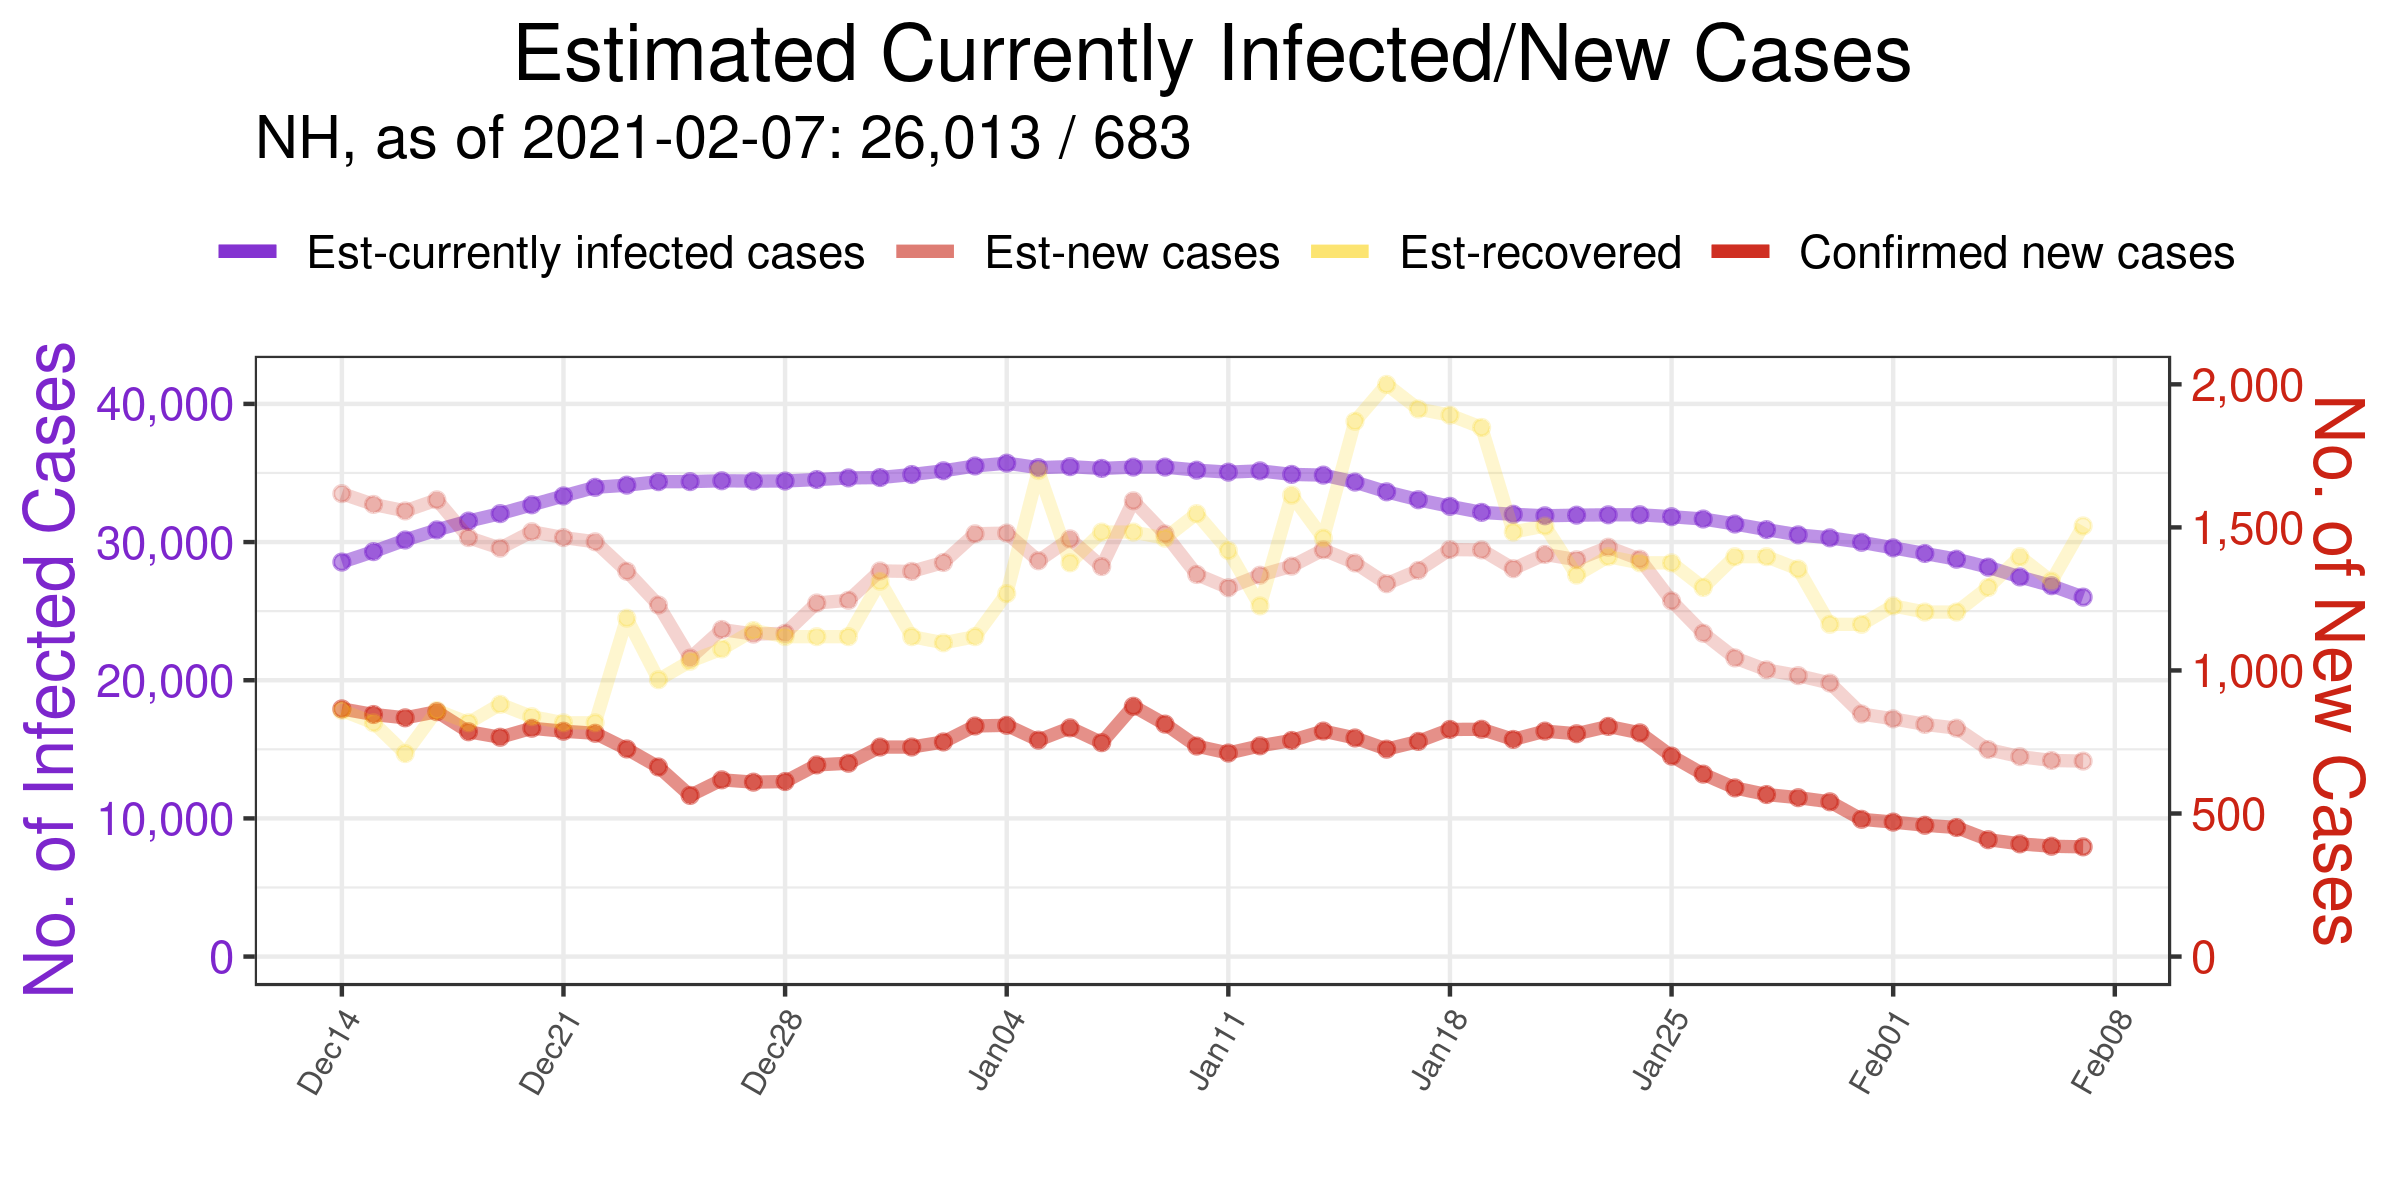 Estimated Currently Infected/New Cases
NH, as of 2021-02-07: 26,013 / 683
Est-currently infected cases Est-new cases Est-recovered Confirmed new cases
No. of Infected Cases
40,000
30,000
20,000
10,000
0
2,000
1,500
1,000
500
0
No. of New Cases
Dec14 Dec21 Dec28 Jan04 Jan11 Jan18 Jan25 Feb01 Feb08